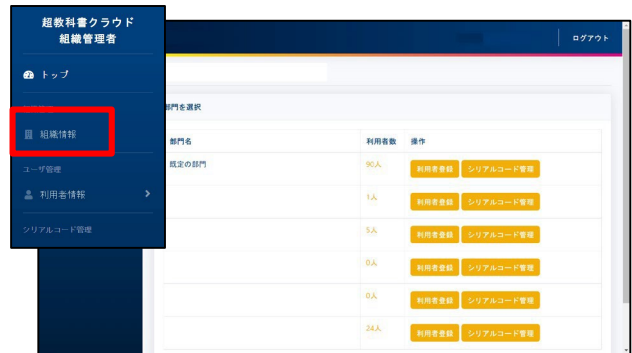 超教科書クラウド
組織管理者
トップ
組織情報
ユーザ管理
利用者情報
シリアルコード管理
ログアウト
部門を選択
部門名 利用者数 操作
既定の部門 90人 利用者登録 シリアルコード管理
1人 利用者登録 シリアルコード管理
5人 利用者登録 シリアルコード管理
0人 利用者登録 シリアルコード管理
0人 利用者登録 シリアルコード管理
24人 利用者登録 シリアルコード管理